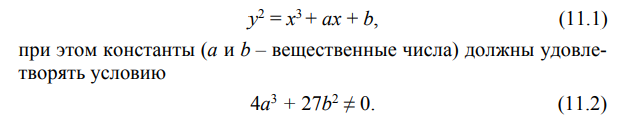 y² = x³ + ax + b, (11.1)
при этом константы (a и b – вещественные числа) должны удовле-
творять условию
4a³ + 27b² ≠ 0. (11.2)